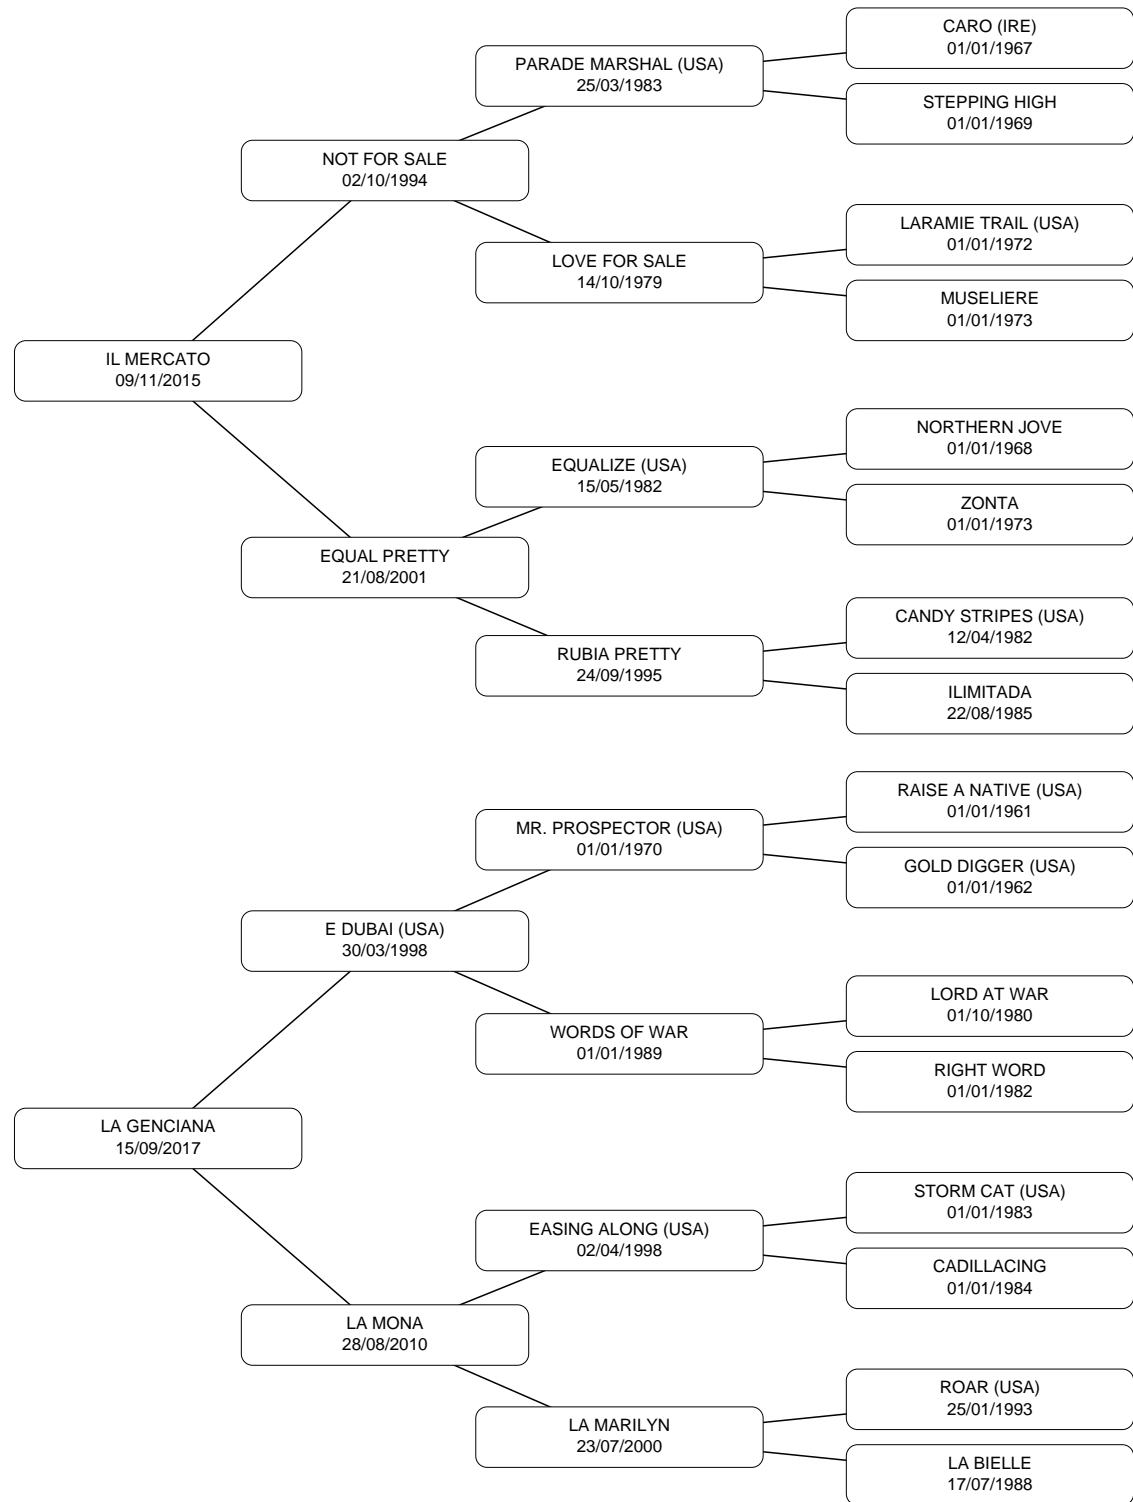 CARO (IRE)
01/01/1967
PARADE MARSHAL (USA)
25/03/1983
STEPPING HIGH
01/01/1969
NOT FOR SALE
02/10/1994
LARAMIE TRAIL (USA)
01/01/1972
LOVE FOR SALE
14/10/1979
MUSELIERE
01/01/1973
IL MERCATO
09/11/2015
NORTHERN JOVE
01/01/1968
EQUALIZE (USA)
15/05/1982
ZONTA
01/01/1973
EQUAL PRETTY
21/08/2001
CANDY STRIPES (USA)
12/04/1982
RUBIA PRETTY
24/09/1995
ILIMITADA
22/08/1985
RAISE A NATIVE (USA)
01/01/1961
MR. PROSPECTOR (USA)
01/01/1970
GOLD DIGGER (USA)
01/01/1962
E DUBAI (USA)
30/03/1998
LORD AT WAR
01/10/1980
WORDS OF WAR
01/01/1989
RIGHT WORD
01/01/1982
LA GENCIANA
15/09/2017
STORM CAT (USA)
01/01/1983
EASING ALONG (USA)
02/04/1998
CADILLACING
01/01/1984
LA MONA
28/08/2010
ROAR (USA)
25/01/1993
LA MARILYN
23/07/2000
LA BIELLE
17/07/1988